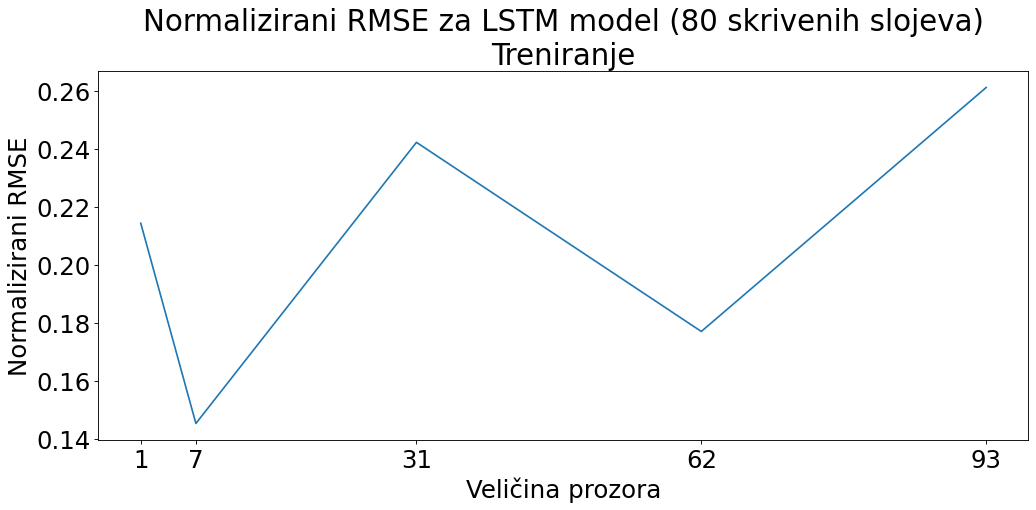 Normalizirani RMSE za LSTM model (80 skrivenih slojeva)
Treniranje
Normalizirani RMSE
0.26
0.24
0.22
0.20
0.18
0.16
0.14
1 7 31 62 93
Veličina prozora